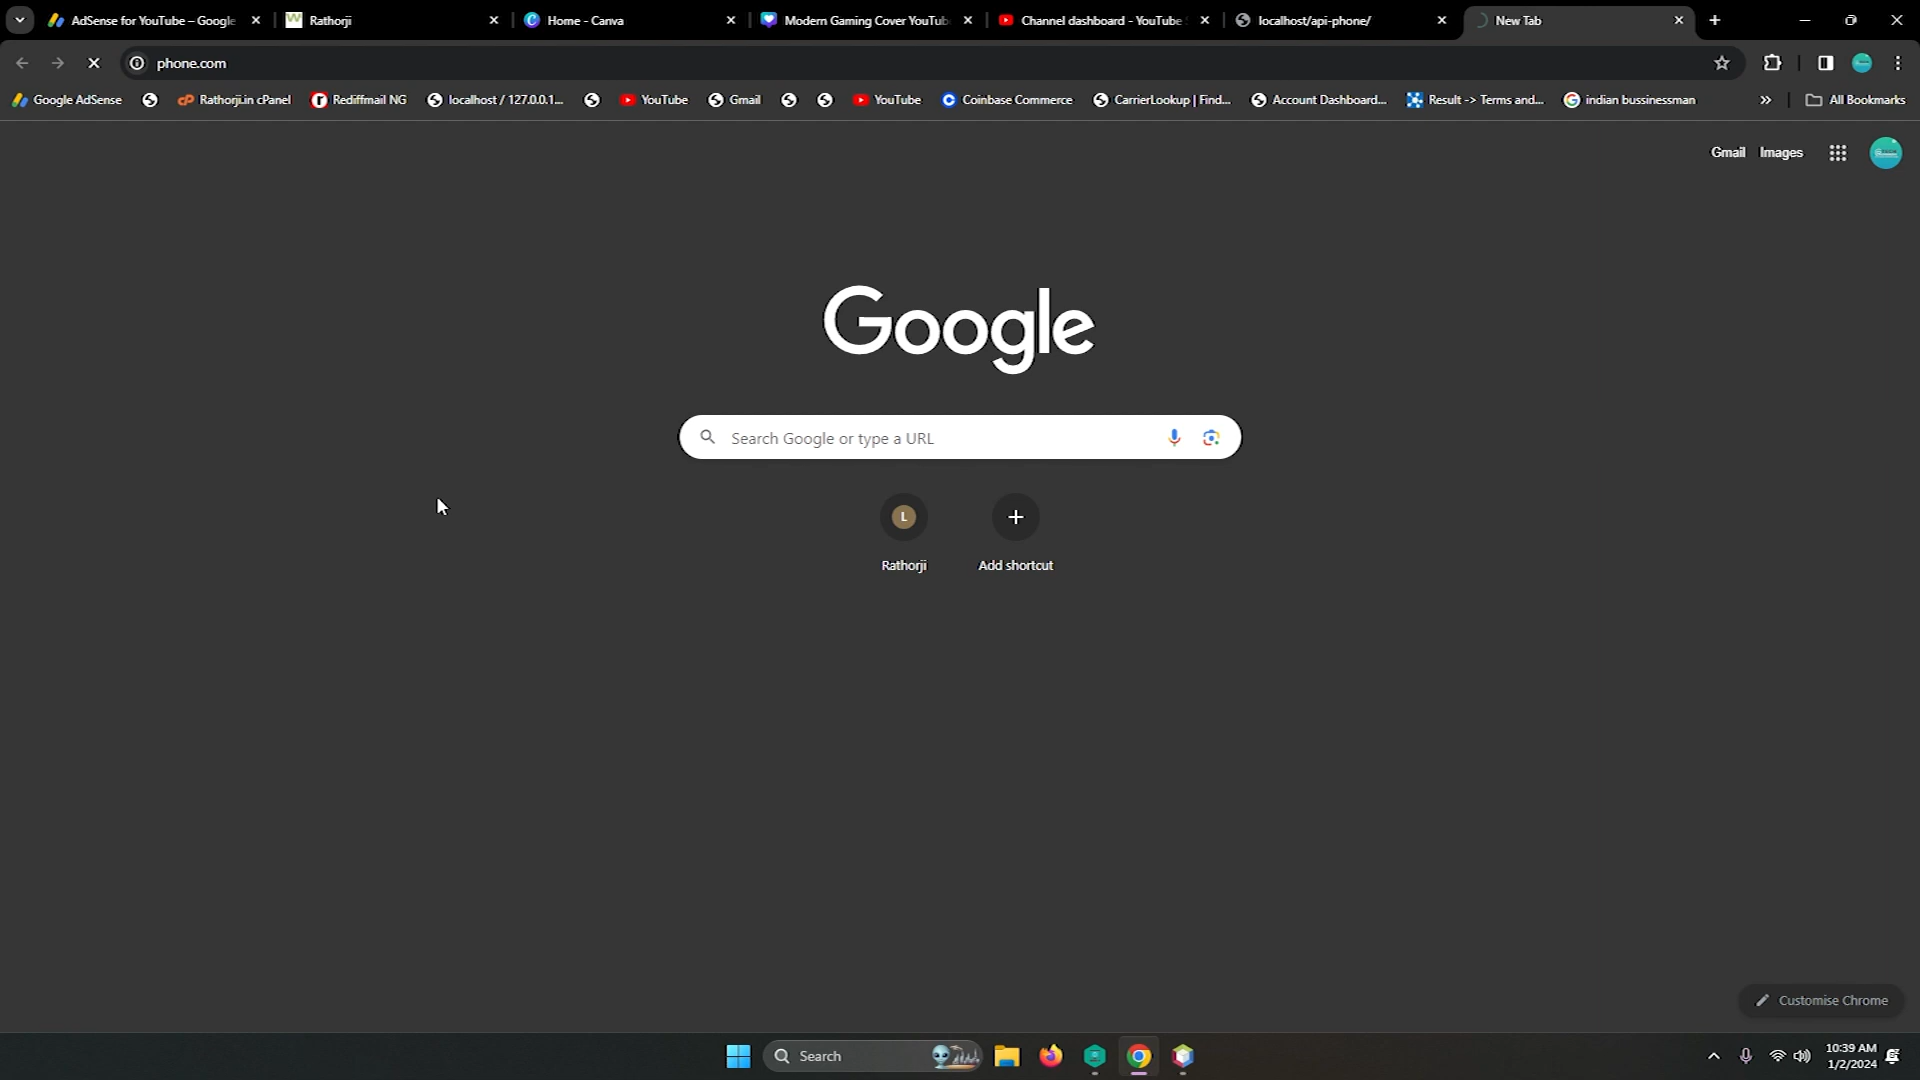 AdSense for YouTube – Google
Rathorji
Home - Canva
Modern Gaming Cover YouTub
Channel dashboard - YouTube
localhost/api-phone/
New Tab
phone.com
Google AdSense
Rathorji.in cPanel
Rediffmail NG
localhost / 127.0.0.1...
YouTube
Gmail
YouTube
Coinbase Commerce
CarrierLookup | Find...
Account Dashboard...
Result -> Terms and...
indian bussinessman
All Bookmarks
Gmail Images
Google
Search Google or type a URL
L
Rathorji
Add shortcut
Customise Chrome
Search
10:39 AM
1/2/2024